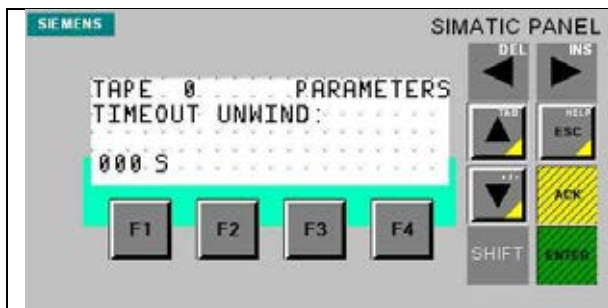 SIEMENS
SIMATIC PANEL
DEL
INS
TAPE 0 PARAMETERS
TIMEOUT UNWIND:
000 S
TAB
HELP
ESC
ACK
F1
F2
F3
F4
SHIFT
ENTER